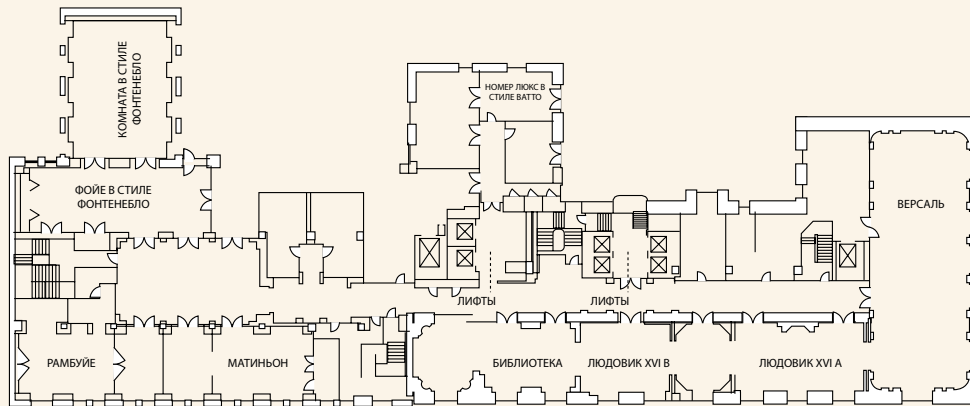 КОМНАТА В СТИЛЕ
ФОНТЕНЕБЛО
НОМЕР ЛЮКС В
СТИЛЕ ВАТТО
ФОЙЕ В СТИЛЕ
ФОНТЕНЕБЛО
ВЕРСАЛЬ
ЛИФТЫ
ЛИФТЫ
РАМБУЙЕ
МАТИНЬОН
БИБЛИОТЕКА
ЛЮДОВИК XVI B
ЛЮДОВИК XVI A